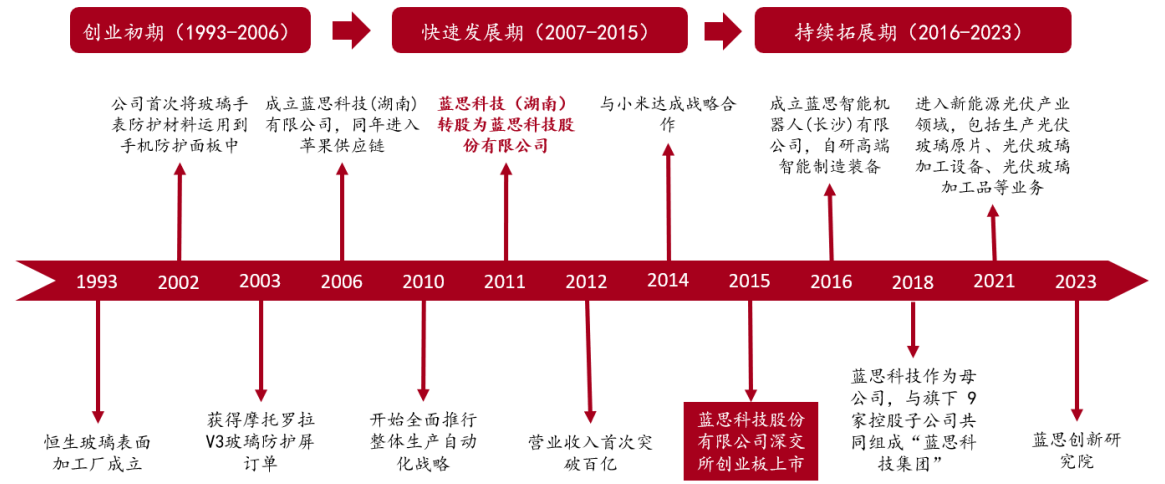 创业初期（1993-2006）
快速发展期（2007-2015）
持续拓展期（2016-2023）
公司首次将玻璃手
表防护材料运用到
手机防护面板中
成立蓝思科技(湖南)
有限公司，同年进入
苹果供应链
蓝思科技（湖南）
转股为蓝思科技股
份有限公司
与小米达成战略合
作
成立蓝思智能机
器人(长沙)有限
公司，自研高端
智能制造装备
进入新能源光伏产业
领域，包括生产光伏
玻璃原片、光伏玻璃
加工设备、光伏玻璃
加工品等业务
1993
2002
2003
2006
2010
2011
2012
2014
2015
2016
2018
2021
2023
恒生玻璃表面
加工厂成立
获得摩托罗拉
V3玻璃防护屏
订单
开始全面推行
整体生产自动
化战略
营业收入首次突
破百亿
蓝思科技股份
有限公司深交
所创业板上市
蓝思科技作为母
公司，与旗下 9
家控股子公司共
同组成“蓝思科
技集团”
蓝思创新研
究院